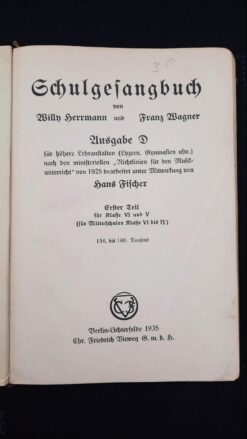 Schulgesangbuch
von
Willy Herrmann und Franz Wagner
Ausgabe D
für höhere Lehranstalten (Lyzeen, Gymnasien usw.)
nach den ministeriellen „Richtlinien für den Musik-
unterricht“ von 1925 bearbeitet unter Mitwirkung von
Hans Fischer
Erster Teil
für Klasse VI und V
(für Mittelschulen Klasse VI bis IV)
158. bis 160. Tausend
Berlin-Lichterfelde 1935
Chr. Friedrich Vieweg G. m. b. H.